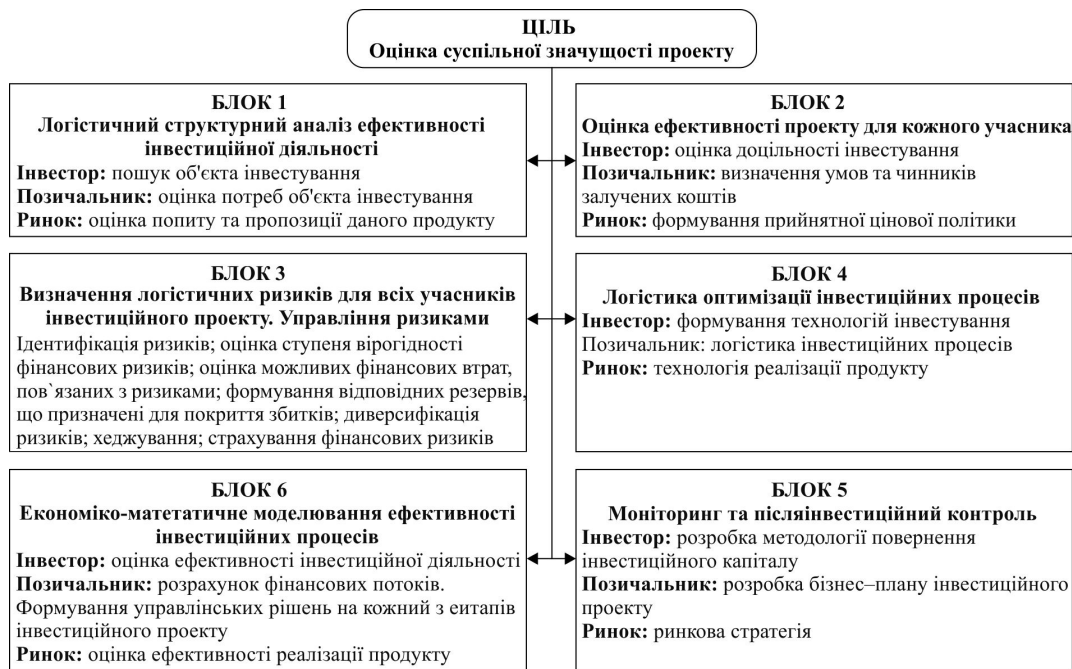 ЦІЛЬ
Оцінка суспільної значущості проекту
БЛОК 1
Логістичний структурний аналіз ефективності
інвестиційної діяльності
Інвестор: пошук об'єкта інвестування
Позичальник: оцінка потреб об'єкта інвестування
Ринок: оцінка попиту та пропозиції даного продукту
БЛОК 2
Оцінка ефективності проекту для кожного учасника
Інвестор: оцінка доцільності інвестування
Позичальник: визначення умов та чинників
залучених коштів
Ринок: формування прийнятної цінової політики
БЛОК 3
Визначення логістичних ризиків для всіх учасників
інвестиційного проекту. Управління ризиками
Ідентифікація ризиків; оцінка ступеня вірогідності
фінансових ризиків; оцінка можливих фінансових втрат,
пов`язаних з ризиками; формування відповідних резервів,
що призначені для покриття збитків; диверсифікація
ризиків; хеджування; страхування фінансових ризиків
БЛОК 4
Логістика оптимізації інвестиційних процесів
Інвестор: формування технологій інвестування
Позичальник: логістика інвестиційних процесів
Ринок: технологія реалізації продукту
БЛОК 6
Економіко-матетатичне моделювання ефективності
інвестиційних процесів
Інвестор: оцінка ефективності інвестиційної діяльності
Позичальник: розрахунок фінансових потоків.
Формування управлінських рішень на кожний з еитапів
інвестиційного проекту
Ринок: оцінка ефективності реалізації продукту
БЛОК 5
Моніторинг та післяінвестиційний контроль
Інвестор: розробка методології повернення
інвестиційного капіталу
Позичальник: розробка бізнес–плану інвестиційного
проекту
Ринок: ринкова стратегія